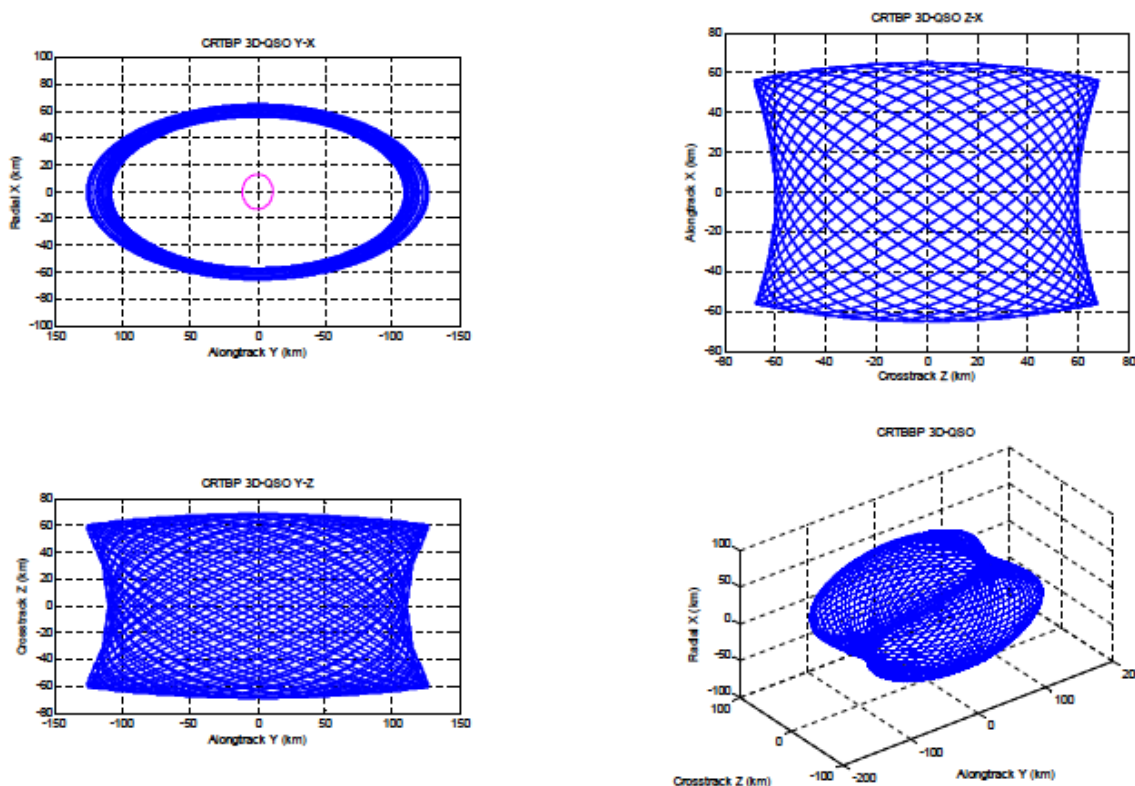 CRTBP 3D-QSO Y-X
Radial X (km)
100
80
60
40
20
0
-20
-40
-60
-80
-100
150 100 50 0 -50 -100 -150
Alongtrack Y (km)
CRTBP 3D-QSO Z-X
Alongtrack X (km)
80
60
40
20
0
-20
-40
-60
-80 -60 -40 -20 0 20 40 60 80
Crosstrack Z (km)
CRTBP 3D-QSO Y-Z
Crosstrack Z (km)
80
60
40
20
0
-20
-40
-60
-80
-150 -100 -50 0 50 100 150
Alongtrack Y (km)
CRTBBP 3D-QSO
Radial X (km)
100
50
0
-50
-100
100
0
-100
Crosstrack Z (km)
-200
-100
0
100
20
Alongtrack Y (km)